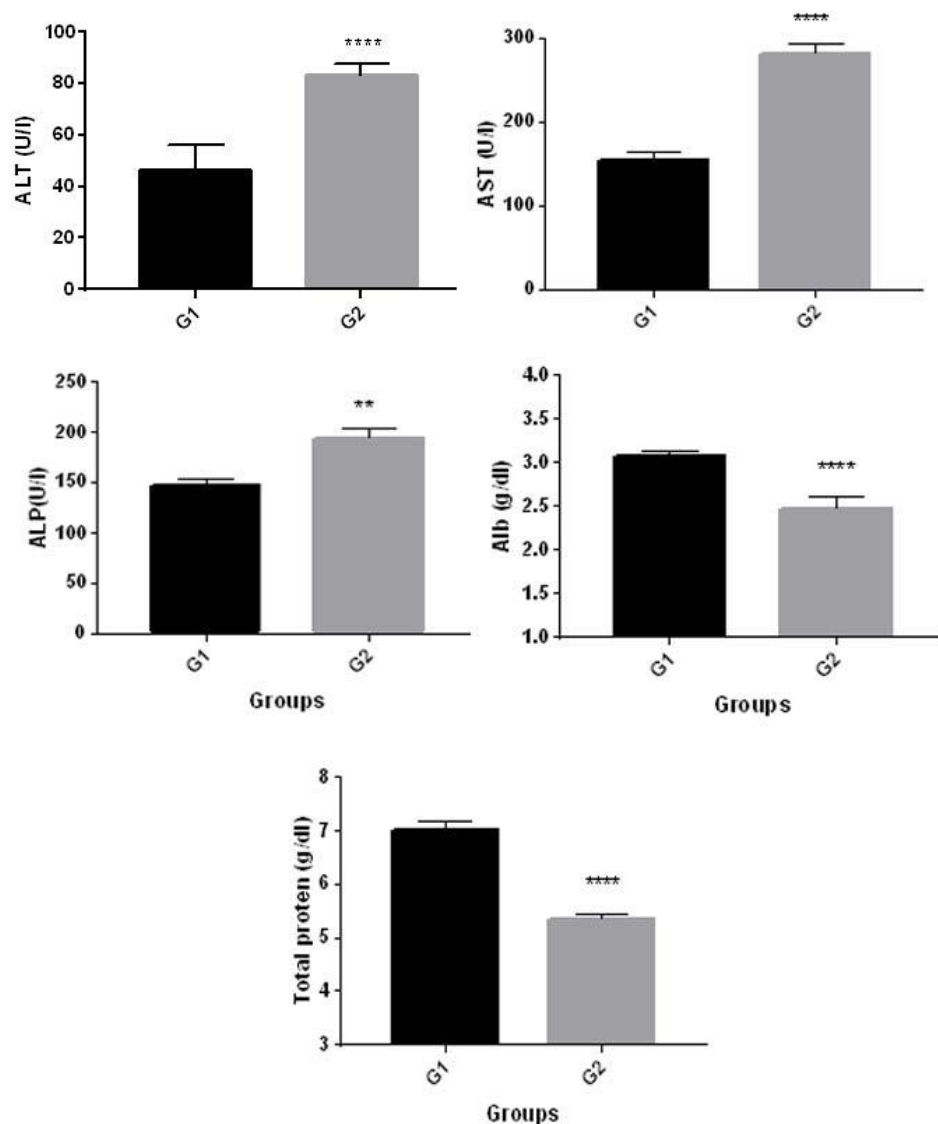 ALT (U/l)
100
80
60
40
20
0
****
G1
G2
AST (U/l)
300
200
100
0
****
G1
G2
ALP(U/l)
250
200
150
100
50
0
**
G1
G2
Groups
Alb (g/dl)
4.0
3.5
3.0
2.5
2.0
1.5
1.0
****
G1
G2
Groups
Total proten (g/dl)
8
7
6
5
4
3
****
G1
G2
Groups